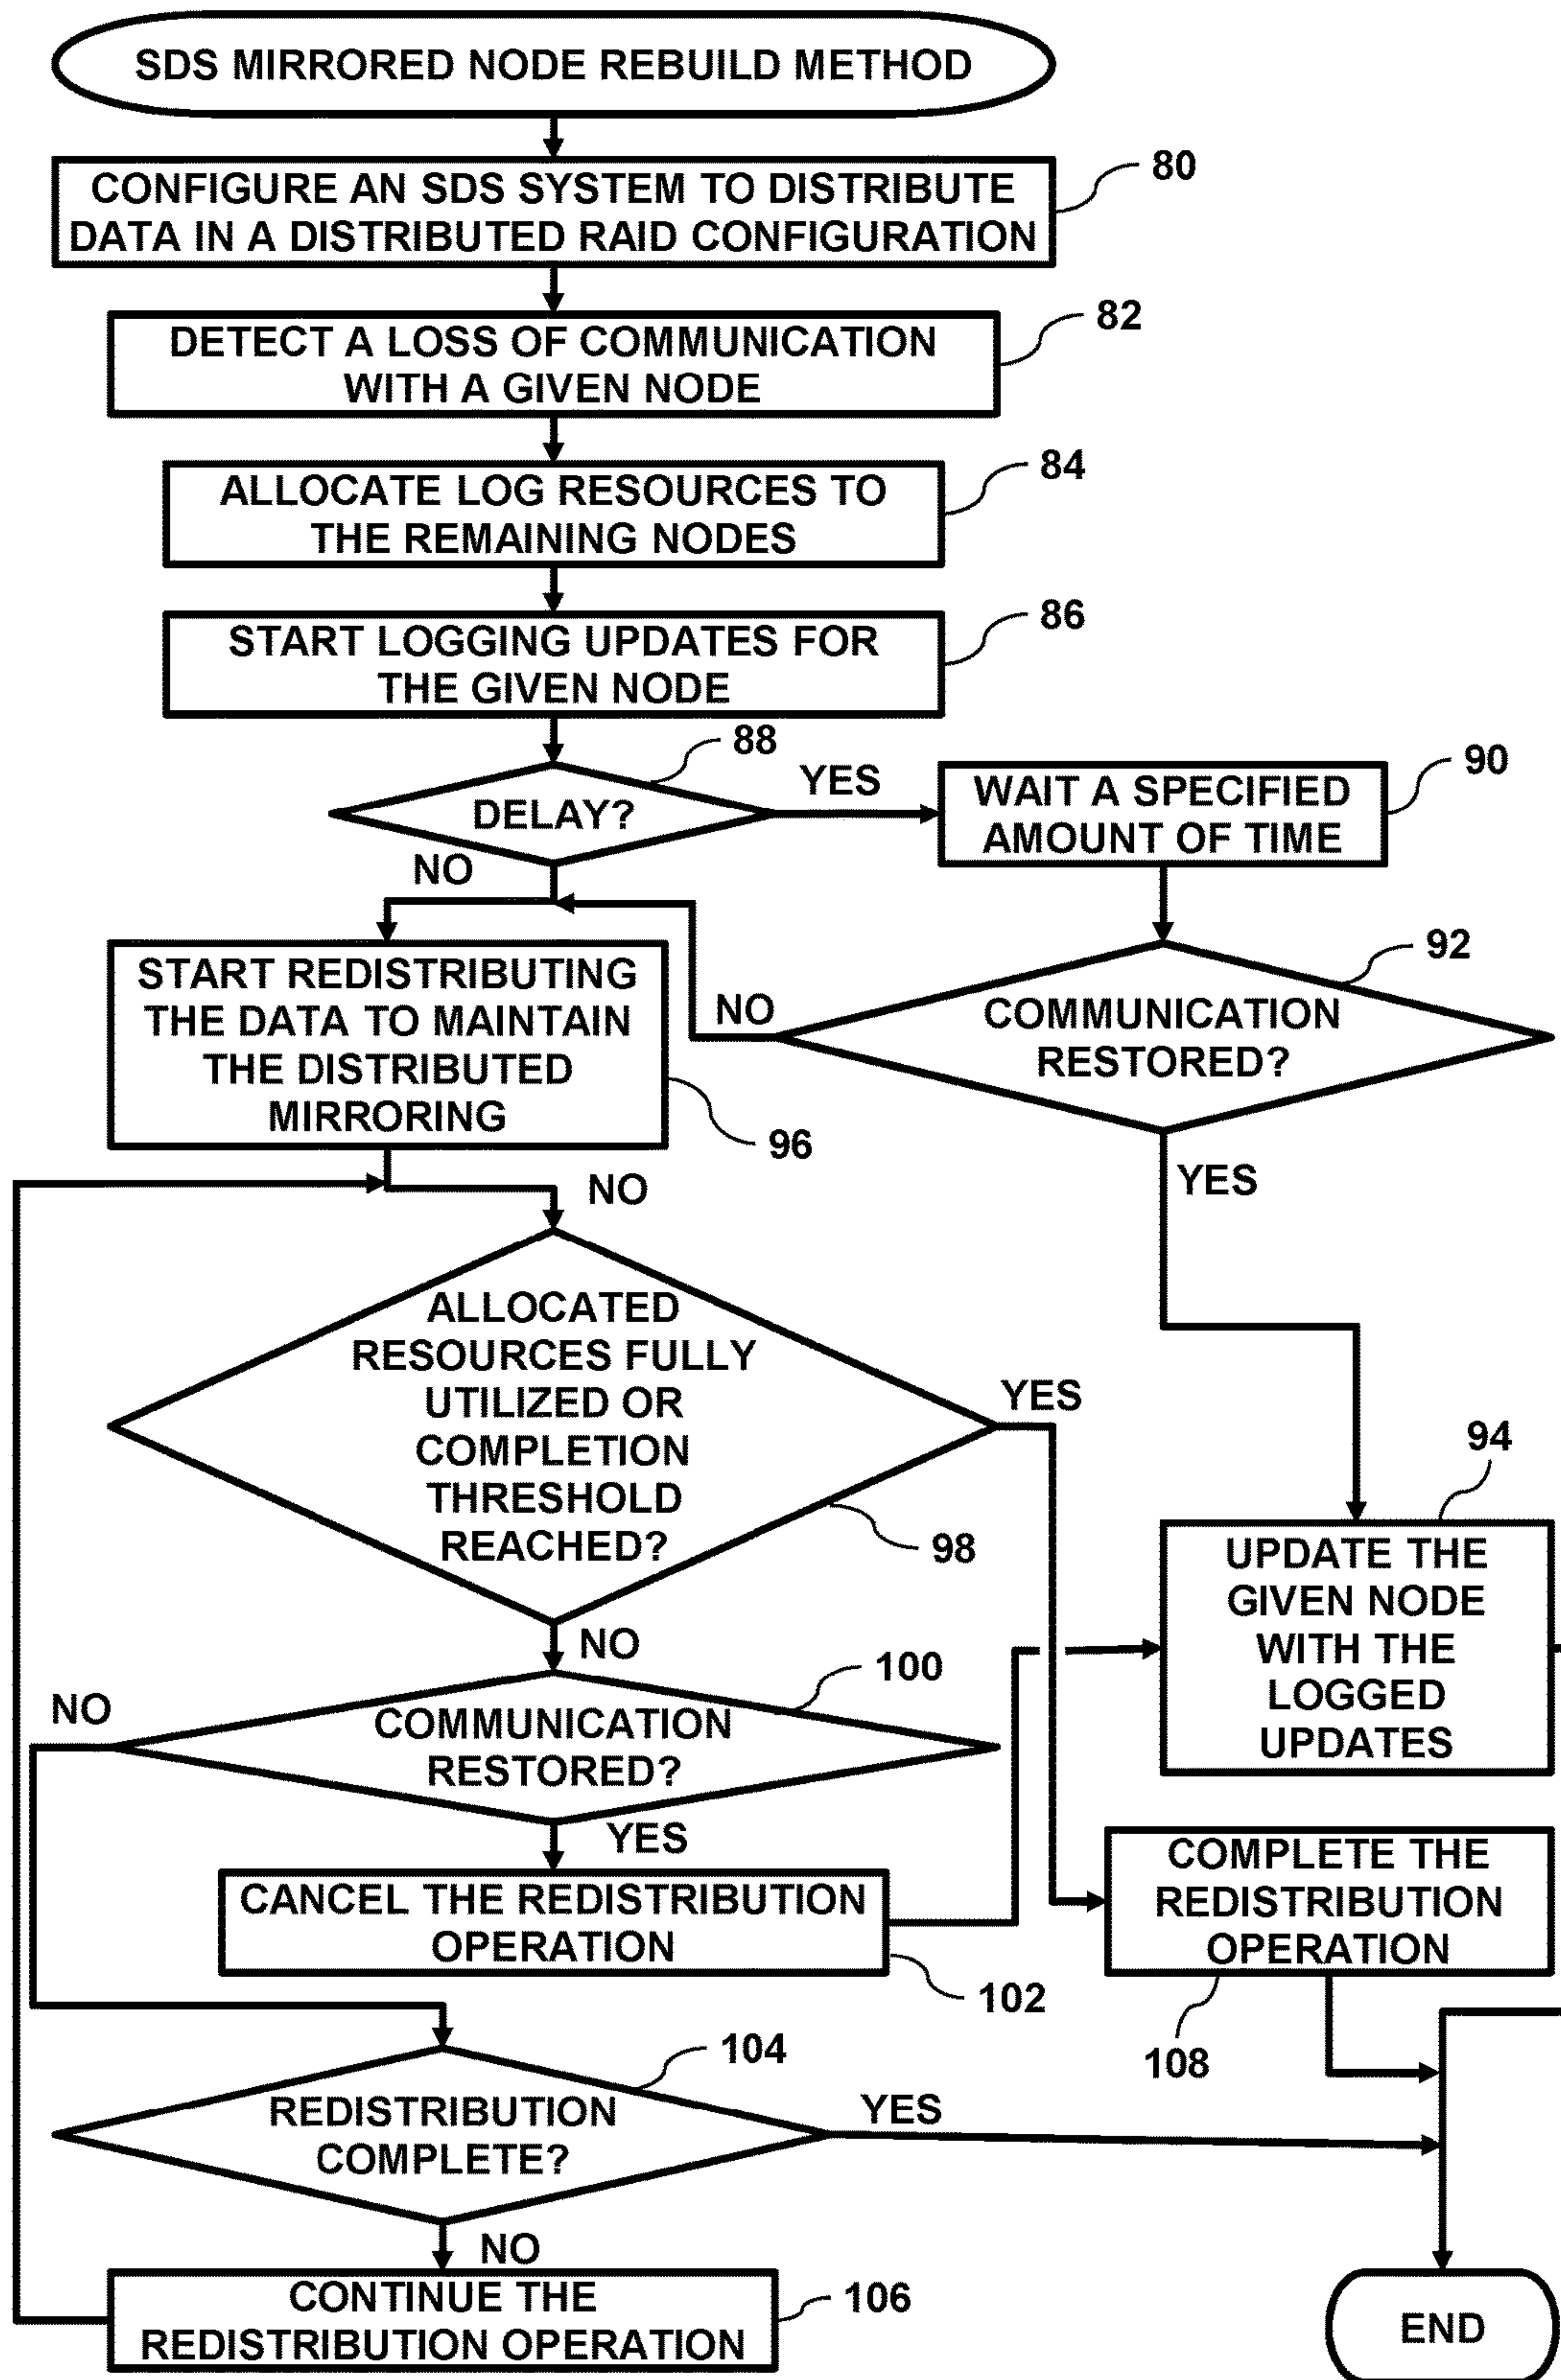 SDS MIRRORED NODE REBUILD METHOD
CONFIGURE AN SDS SYSTEM TO DISTRIBUTE
DATA IN A DISTRIBUTED RAID CONFIGURATION
80
DETECT A LOSS OF COMMUNICATION
WITH A GIVEN NODE
82
ALLOCATE LOG RESOURCES TO
THE REMAINING NODES
84
START LOGGING UPDATES FOR
THE GIVEN NODE
86
DELAY?
88
YES
NO
WAIT A SPECIFIED
AMOUNT OF TIME
90
COMMUNICATION
RESTORED?
92
NO
YES
START REDISTRIBUTING
THE DATA TO MAINTAIN
THE DISTRIBUTED
MIRRORING
96
NO
ALLOCATED
RESOURCES FULLY
UTILIZED OR
COMPLETION
THRESHOLD
REACHED?
98
YES
NO
94
UPDATE THE
GIVEN NODE
WITH THE
LOGGED
UPDATES
COMMUNICATION
RESTORED?
100
NO
YES
CANCEL THE REDISTRIBUTION
OPERATION
102
COMPLETE THE
REDISTRIBUTION
OPERATION
108
REDISTRIBUTION
COMPLETE?
104
YES
NO
CONTINUE THE
REDISTRIBUTION OPERATION
106
END